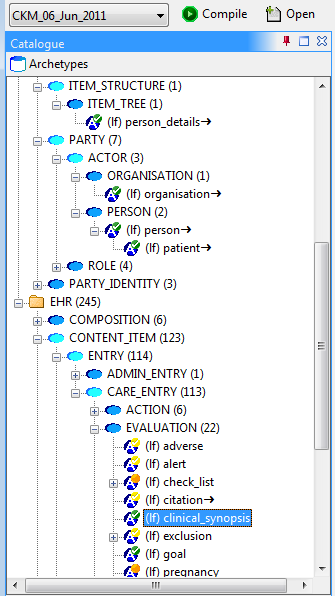 CKM_06_Jun_2011 Compile Open
Catalogue
Archetypes
ITEM_STRUCTURE (1)
ITEM_TREE (1)
(lf) person_details→
PARTY (7)
ACTOR (3)
ORGANISATION (1)
(lf) organisation→
PERSON (2)
(lf) person→
(lf) patient→
ROLE (4)
PARTY_IDENTITY (3)
EHR (245)
COMPOSITION (6)
CONTENT_ITEM (123)
ENTRY (114)
ADMIN_ENTRY (1)
CARE_ENTRY (113)
ACTION (6)
EVALUATION (22)
(lf) adverse
(lf) alert
(lf) check_list
(lf) citation→
(lf) clinical_synopsis
(lf) exclusion
(lf) goal
(lf) pregnancy